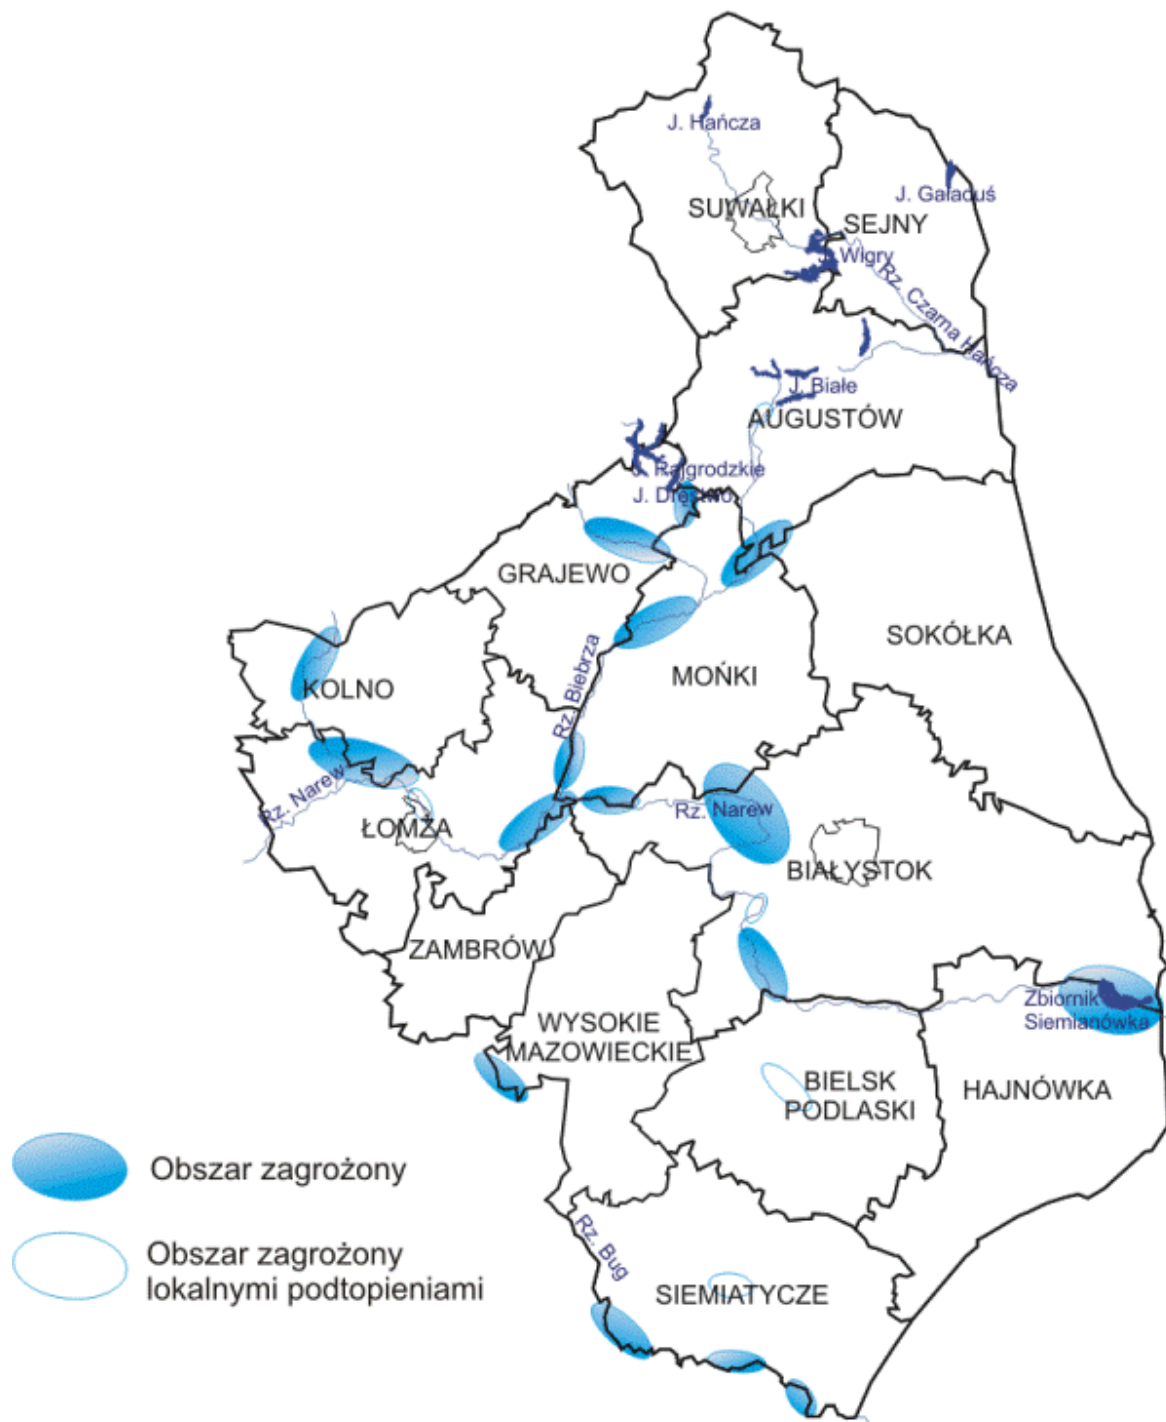 J. Hańcza
J. Gaładuś
SUWAŁKI
SEJNY
J. Wigry
Rz. Czarna Hańcza
J. Białe
AUGUSTÓW
J. Rajgrodzkie
J. Dręstwo
GRAJEWO
SOKÓŁKA
KOLNO
Rz. Biebrza
MOŃKI
Rz. Narew
Rz. Narew
ŁOMŻA
BIAŁYSTOK
ZAMBRÓW
Zbiornik
Siemianówka
WYSOKIE
MAZOWIECKIE
BIELSK
PODLASKI
HAJNÓWKA
Obszar zagrożony
Rz. Bug
Obszar zagrożony
lokalnymi podtopieniami
SIEMIATYCZE